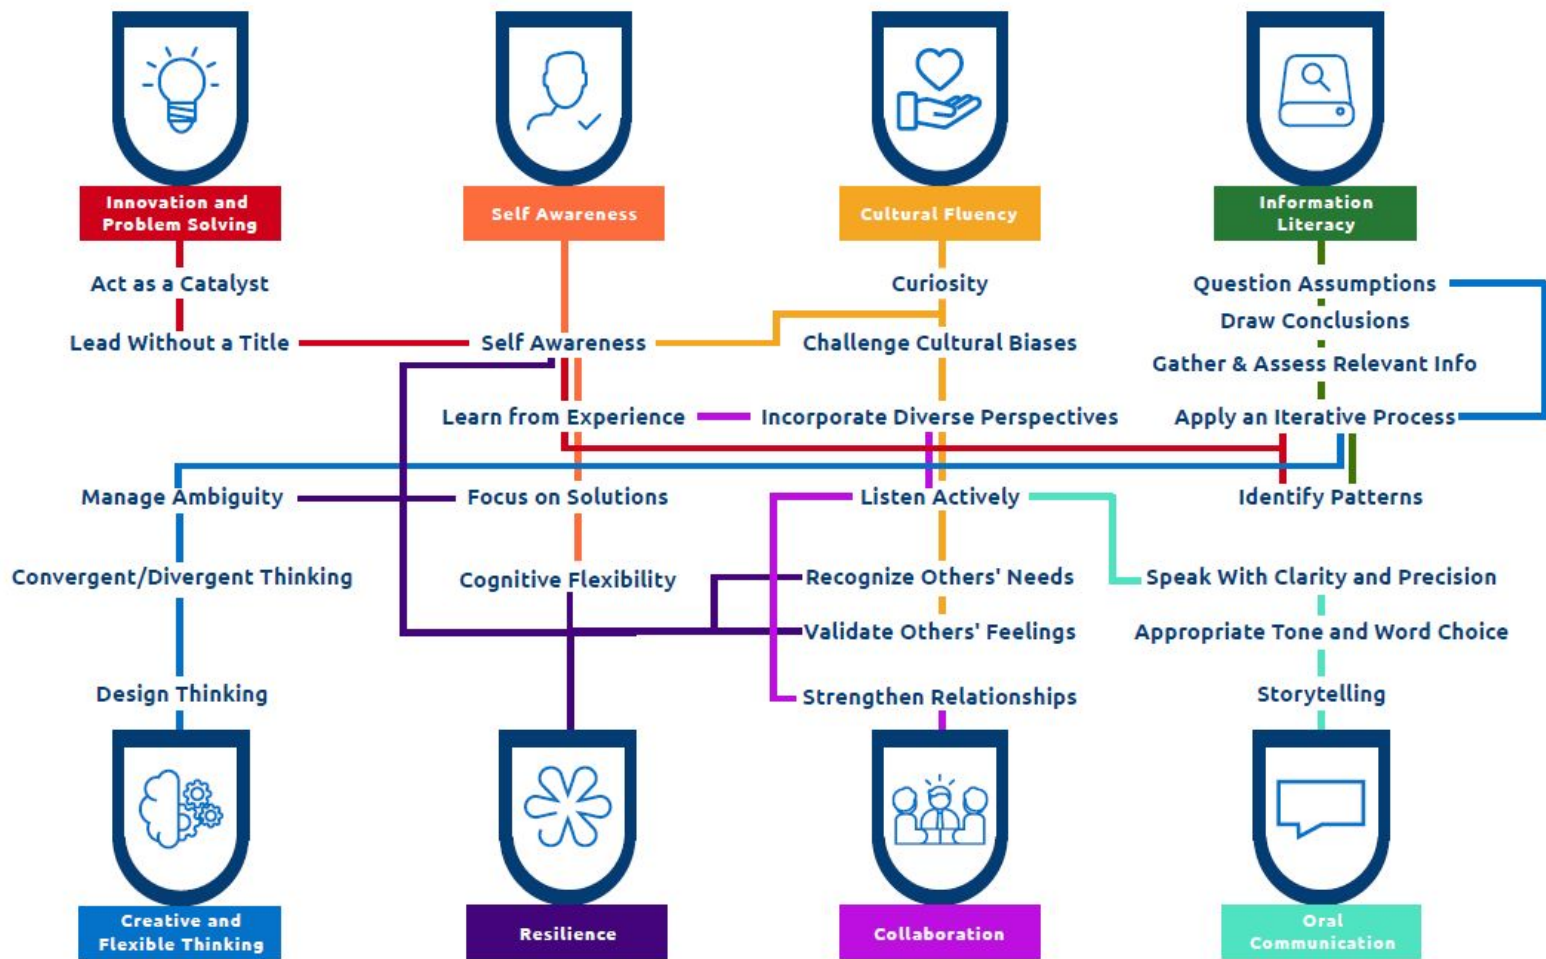 Innovation and
Problem Solving
Self Awareness
Cultural Fluency
Information
Literacy
Act as a Catalyst
Curiosity
Question Assumptions
Draw Conclusions
Lead Without a Title
Self Awareness
Challenge Cultural Biases
Gather & Assess Relevant Info
Learn from Experience
Incorporate Diverse Perspectives
Apply an Iterative Process
Manage Ambiguity
Focus on Solutions
Listen Actively
Identify Patterns
Convergent/Divergent Thinking
Cognitive Flexibility
Recognize Others' Needs
Speak With Clarity and Precision
Validate Others' Feelings
Appropriate Tone and Word Choice
Design Thinking
Strengthen Relationships
Storytelling
Creative and
Flexible Thinking
Resilience
Collaboration
Oral
Communication